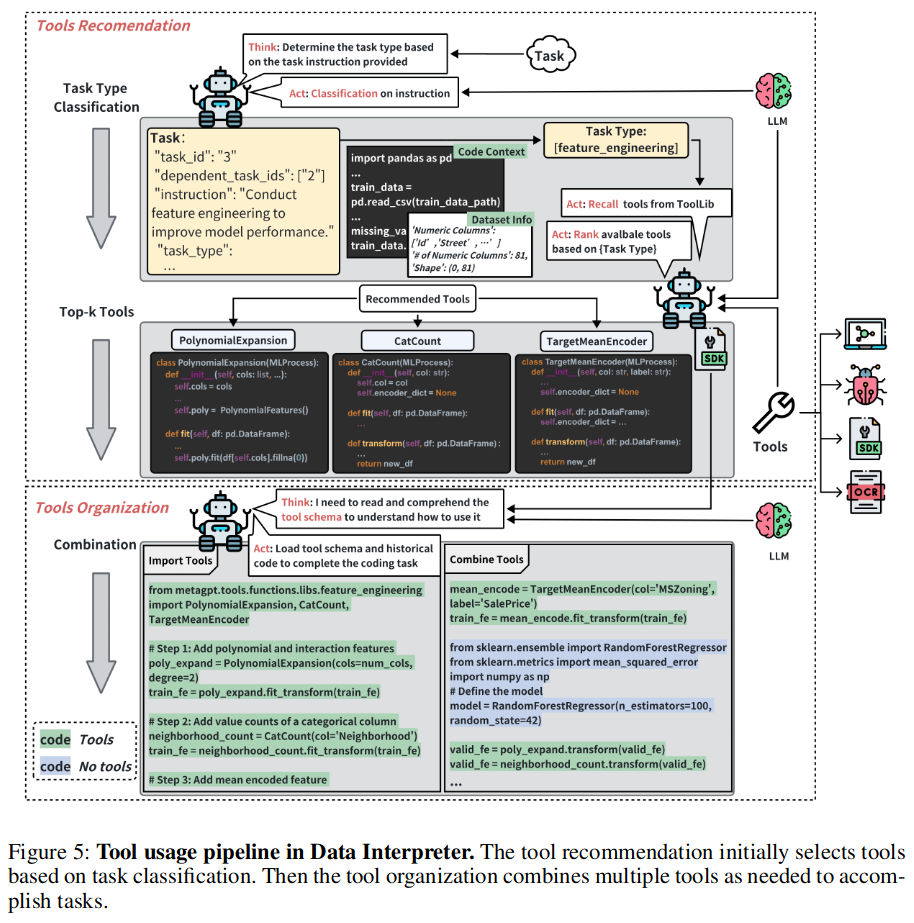 Tools Recomendation
Think: Determine the task type based
on the task instruction provided
Task
Task Type
Classification
Act: Classification on instruction
LLM
Task:
"task_id": "3"
"dependent_task_ids": ["2"]
"instruction": "Conduct
feature engineering to
improve model performance."
"task_type":
...
Code Context
import pandas as pd
...
train_data =
pd.read_csv(train_data_path)
...
missing_va
train_data.
Dataset Info
'Numeric Columns':
['Id' ,'Street' , ··· ' ]
'# of Numeric Columns': 81,
'Shape': (0, 81)
Task Type:
[feature_engineering]
Act: Recall tools from ToolLib
Act: Rank avalbale tools
based on {Task Type}
Top-k Tools
Recommended Tools
PolynomialExpansion
class PolynomialExpansion(MLProcess):
def __init__(self, cols: list, ...):
self.cols = cols
...
self.poly = PolynomialFeatures()
def fit(self, df: pd.DataFrame):
...
self.poly.fit(df[self.cols].fillna(0))
CatCount
class CatCount(MLProcess):
def __init__(self, col: str):
self.col = col
self.encoder_dict = None
def fit(self, df: pd.DataFrame):
...
def transform(self, df: pd.DataFrame):
...
return new_df
TargetMeanEncoder
class TargetMeanEncoder(MLProcess):
def __init__(self, col: str, label: str):
...
self.encoder_dict = None
def fit(self, df: pd.DataFrame):
self.encoder_dict = ...
def transform(self, df: pd.DataFrame):
...
return new_df
SDK
Tools
SDK
OCR
Tools Organization
Think: I need to read and comprehend the
tool schema to understand how to use it
LLM
Combination
Act: Load tool schema and historical
code to complete the coding task
Import Tools
from metagpt.tools.functions.libs.feature_engineering
import PolynomialExpansion, CatCount,
TargetMeanEncoder
# Step 1: Add polynomial and interaction features
poly_expand = PolynomialExpansion(cols=num_cols,
degree=2)
train_fe = poly_expand.fit_transform(train_fe)
# Step 2: Add value counts of a categorical column
neighborhood_count = CatCount(col='Neighborhood')
train_fe = neighborhood_count.fit_transform(train_fe)
# Step 3: Add mean encoded feature
Combine Tools
mean_encode = TargetMeanEncoder(col='MSZoning',
label='SalePrice')
train_fe = mean_encode.fit_transform(train_fe)
from sklearn.ensemble import RandomForestRegressor
from sklearn.metrics import mean_squared_error
import numpy as np
# Define the model
model = RandomForestRegressor(n_estimators=100,
random_state=42)
valid_fe = poly_expand.transform(valid_fe)
valid_fe = neighborhood_count.transform(valid_fe)
...
code Tools
code No tools
Figure 5: Tool usage pipeline in Data Interpreter. The tool recommendation initially selects tools
based on task classification. Then the tool organization combines multiple tools as needed to accom-
plish tasks.